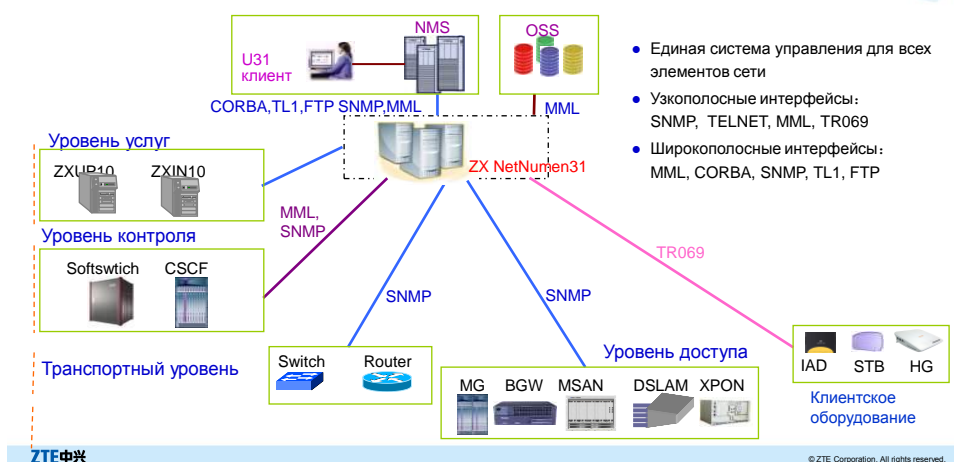 NMS
OSS
U31
клиент
CORBA,TL1,FTP SNMP,MML
MML
ZX NetNumen31
Уровень услуг
ZXUP10 ZXIN10
MML,
SNMP
Уровень контроля
Softswtich CSCF
SNMP
SNMP
TR069
Транспортный уровень
Switch Router
Уровень доступа
MG BGW MSAN DSLAM XPON
IAD STB HG
Клиентское
оборудование
● Единая система управления для всех
элементов сети
● Узкополосные интерфейсы：
SNMP, TELNET, MML, TR069
● Широкополосные интерфейсы：
MML, CORBA, SNMP, TL1, FTP
ZTE中兴
© ZTE Corporation. All rights reserved.